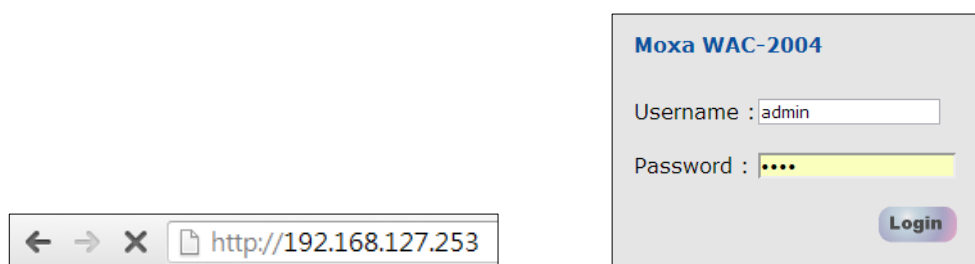 Moxa WAC-2004
Username : admin
Password : ••••
Login
http://192.168.127.253